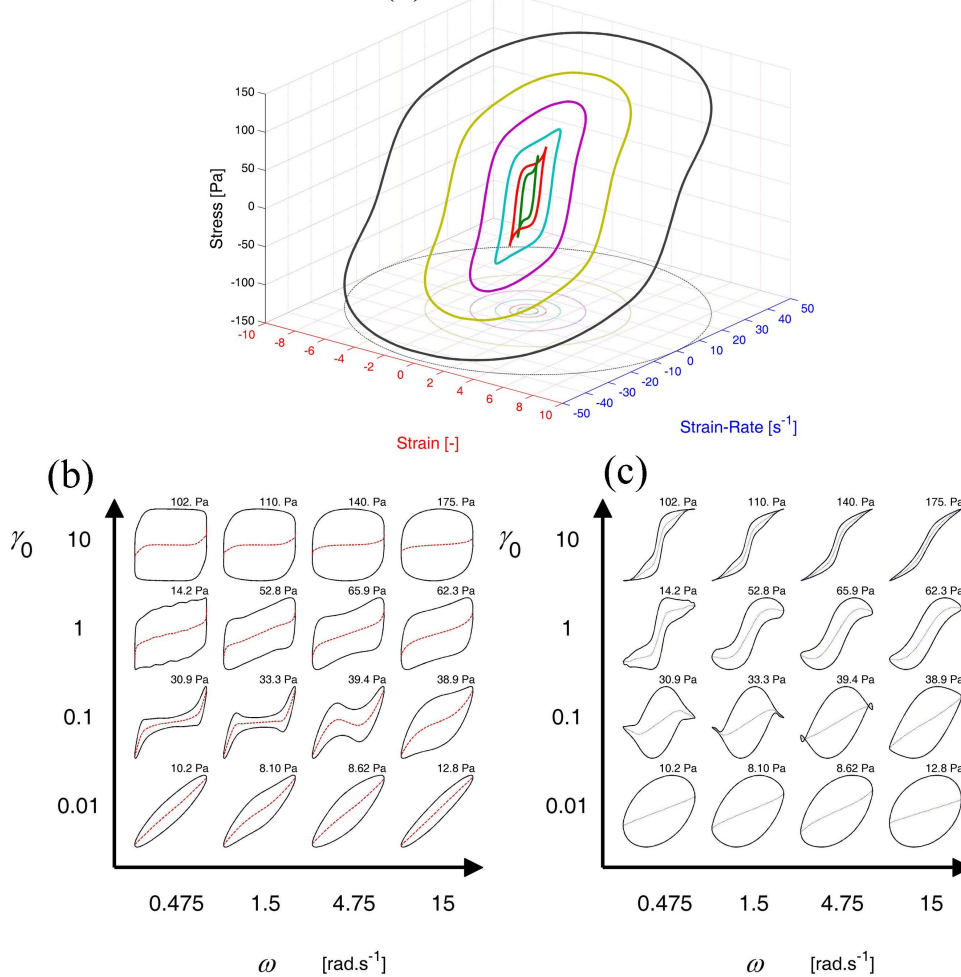 150
100
50
0
-50
-100
-150
Stress [Pa]
-10
-8
-6
-4
-2
0
2
4
6
8
10
Strain [-]
-50
-40
-30
-20
-10
0
10
20
30
40
50
Strain-Rate [s⁻¹]
(b)
γ₀
10
102. Pa 110. Pa 140. Pa 175. Pa
1
14.2 Pa 52.8 Pa 65.9 Pa 62.3 Pa
0.1
30.9 Pa 33.3 Pa 39.4 Pa 38.9 Pa
0.01
10.2 Pa 8.10 Pa 8.62 Pa 12.8 Pa
0.475 1.5 4.75 15
ω [rad.s⁻¹]
(c)
γ₀
10
102. Pa 110. Pa 140. Pa 175. Pa
1
14.2 Pa 52.8 Pa 65.9 Pa 62.3 Pa
0.1
30.9 Pa 33.3 Pa 39.4 Pa 38.9 Pa
0.01
10.2 Pa 8.10 Pa 8.62 Pa 12.8 Pa
0.475 1.5 4.75 15
ω [rad.s⁻¹]